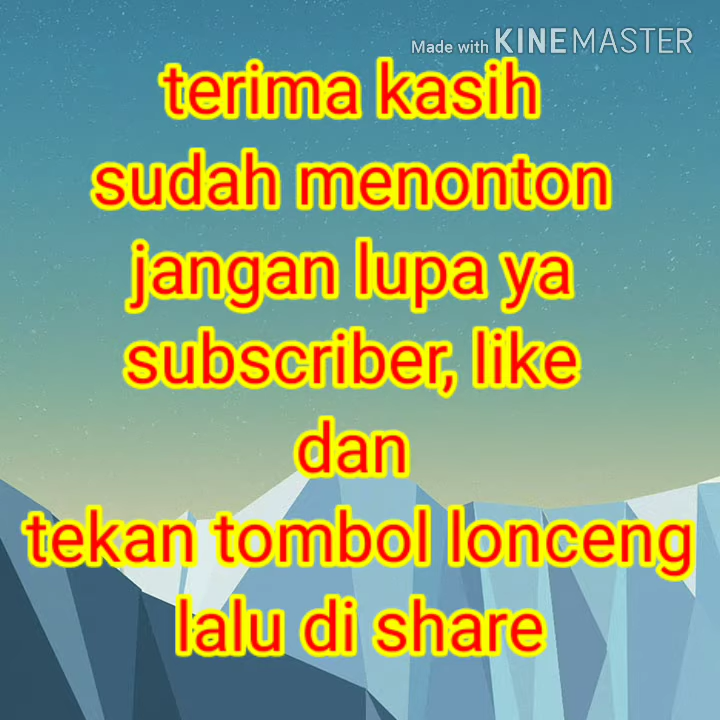 Made with KINEMASTER
terima kasih
sudah menonton
jangan lupa ya
subscriber, like
dan
tekan tombol lonceng
lalu di share